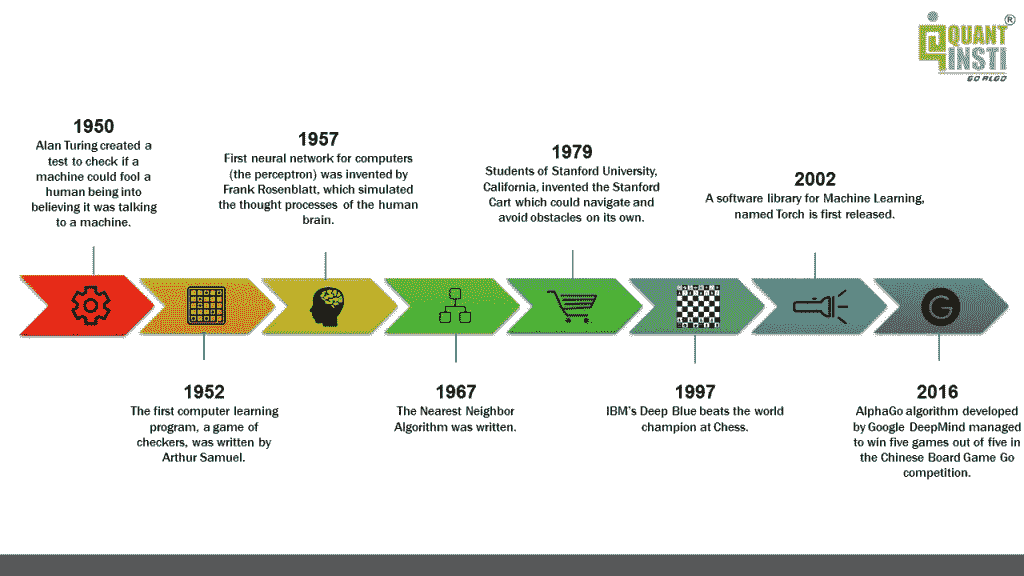 QUANT
INSTI
GO ALGO
®
1950
Alan Turing created a
test to check if a
machine could fool a
human being into
believing it was talking
to a machine.
1957
First neural network for computers
(the perceptron) was invented by
Frank Rosenblatt, which simulated
the thought processes of the human
brain.
1979
Students of Stanford University,
California, invented the Stanford
Cart which could navigate and
avoid obstacles on its own.
2002
A software library for Machine Learning,
named Torch is first released.
G
1952
The first computer learning
program, a game of
checkers, was written by
Arthur Samuel.
1967
The Nearest Neighbor
Algorithm was written.
1997
IBM's Deep Blue beats the world
champion at Chess.
2016
AlphaGo algorithm developed
by Google DeepMind managed
to win five games out of five in
the Chinese Board Game Go
competition.